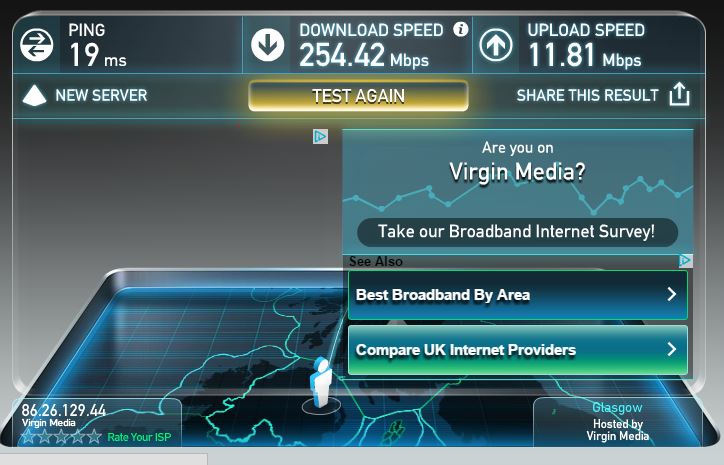 PING
19 ms
DOWNLOAD SPEED
254.42 Mbps
UPLOAD SPEED
11.81 Mbps
NEW SERVER
TEST AGAIN
SHARE THIS RESULT
Are you on
Virgin Media?
Take our Broadband Internet Survey!
See Also
Best Broadband By Area
Compare UK Internet Providers
86.26.129.44
Virgin Media
Rate Your ISP
Glasgow
Hosted by
Virgin Media